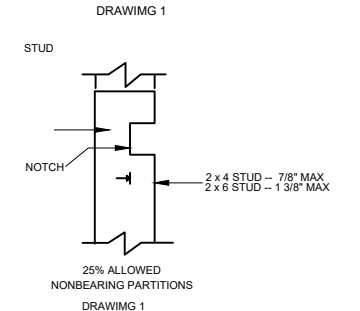 DRAWIMG 1
STUD
NOTCH
2 x 4 STUD -- 7/8" MAX
2 x 6 STUD -- 1 3/8" MAX
25% ALLOWED
NONBEARING PARTITIONS
DRAWIMG 1